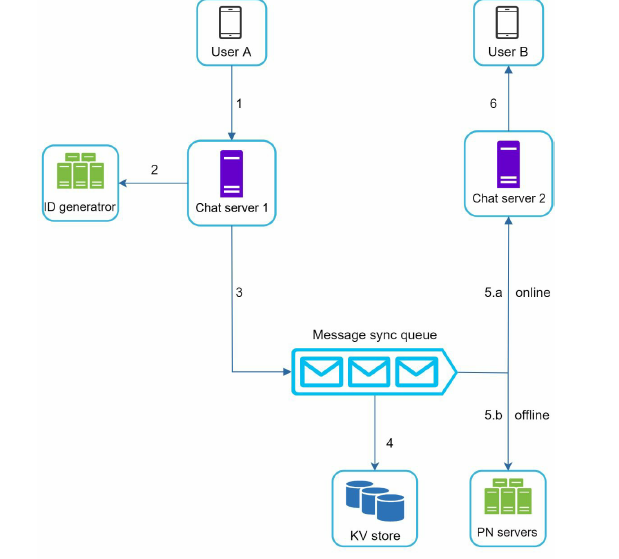 User A
User B
1
6
2
ID generatror
Chat server 1
Chat server 2
3
5.a online
Message sync queue
5.b offline
4
KV store
PN servers